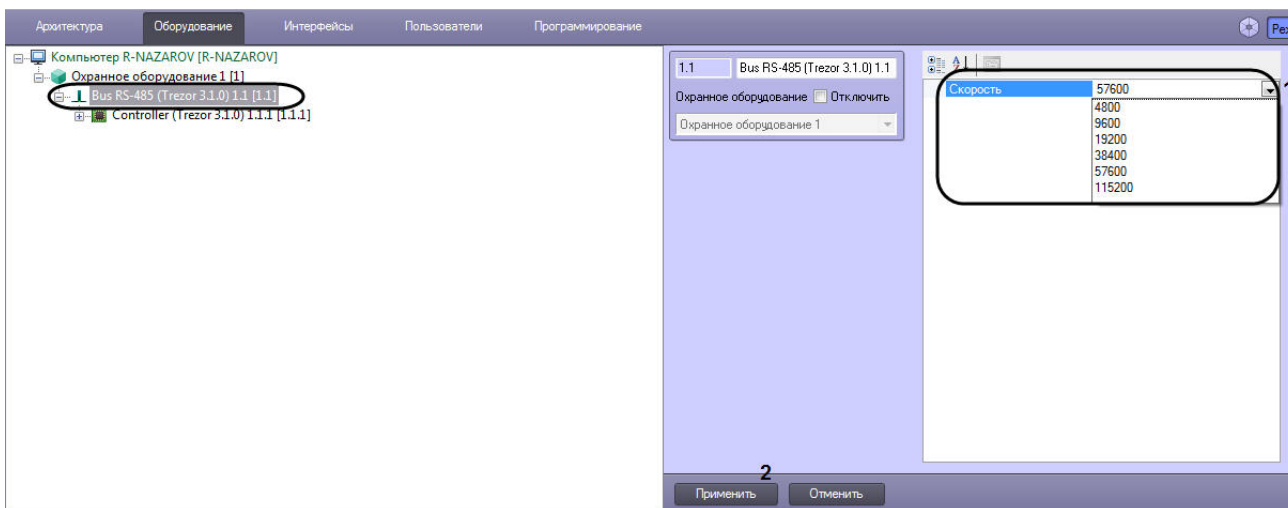 Архитектура Оборудование Интерфейсы Пользователи Программирование
Компьютер R-NAZAROV [R-NAZAROV]
Охранное оборудование 1 [1]
Bus RS-485 (Trezor 3.1.0) 1.1 [1.1]
Controller (Trezor 3.1.0) 1.1.1 [1.1.1]
1.1 Bus RS-485 (Trezor 3.1.0) 1.1
Охранное оборудование Отключить
Охранное оборудование 1
Скорость 57600
4800
9600
19200
38400
57600
115200
2
Применить Отменить